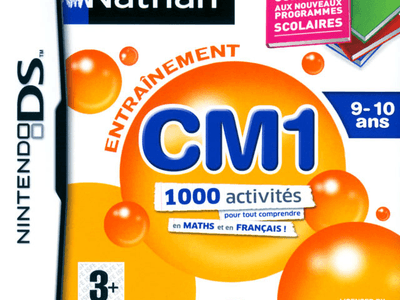 Nathan
AUX NOUVEAUX
PROGRAMMES
SCOLAIRES
NINTENDO DS
ENTRAÎNEMENT
9-10
ans
CM1
1000 activités
pour tout comprendre
en MATHS et en FRANÇAIS !
3+